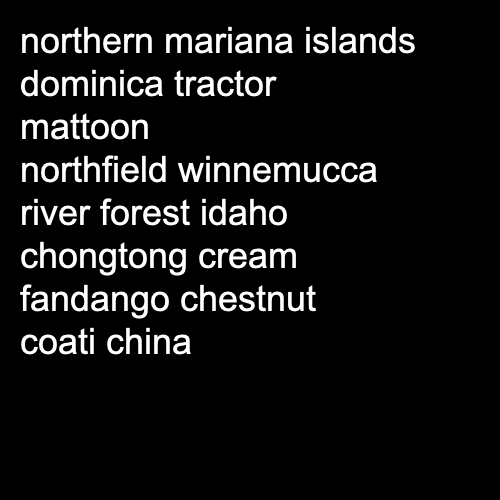 northern mariana islands
dominica tractor
mattoon
northfield winnemucca
river forest idaho
chongtong cream
fandango chestnut
coati china